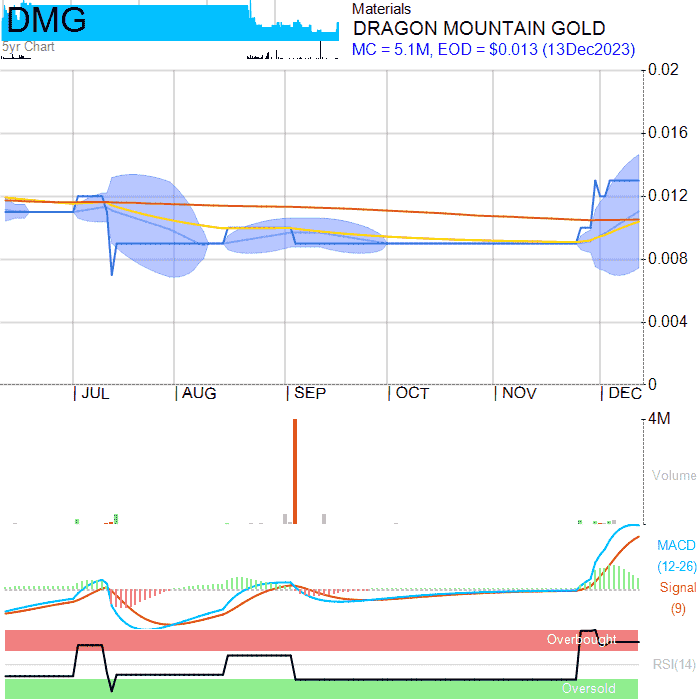 DMG
5yr Chart
Materials
DRAGON MOUNTAIN GOLD
MC = 5.1M, EOD = $0.013 (13Dec2023)
0.02
0.016
0.012
0.008
0.004
0
JUL AUG SEP OCT NOV DEC
4M
Volume
MACD
(12-26)
Signal
(9)
Overbought
RSI(14)
Oversold